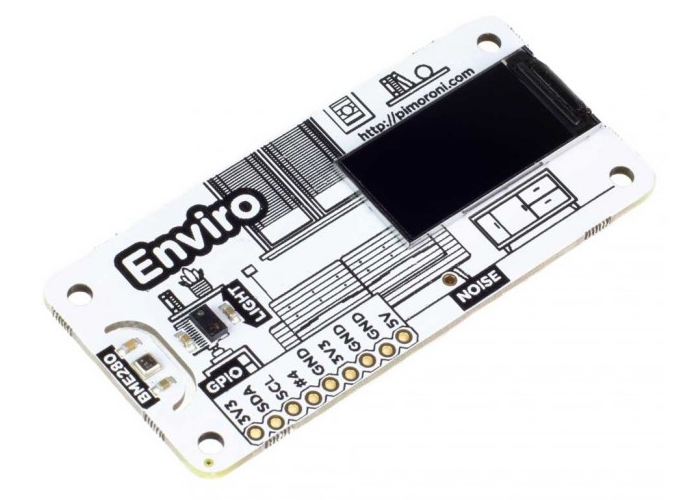 http://pimoroni.com
Enviro
LIGHT
NOISE
BME280
GPIO
3V3
SDA
SCL
#4
GND
3V3
GND
GND
5V